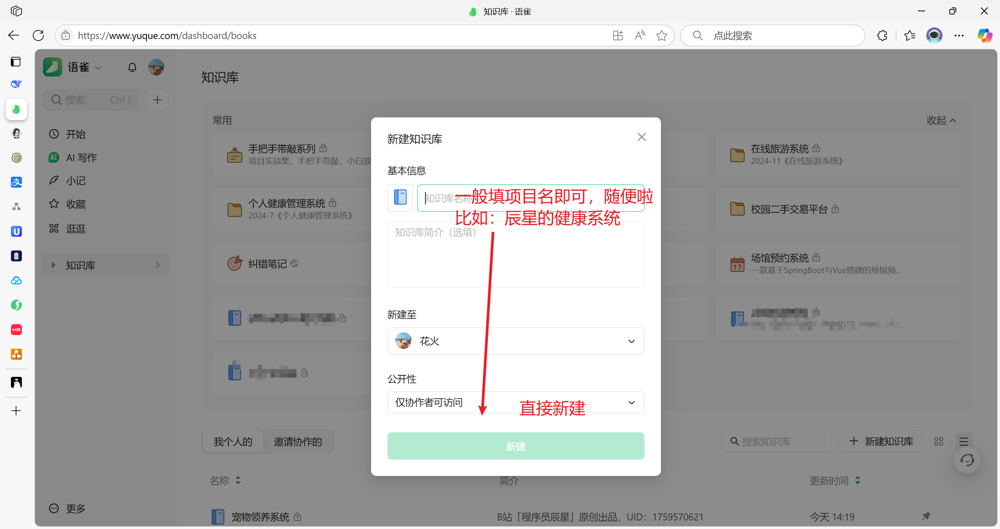 知识库 · 语雀
https://www.yuque.com/dashboard/books
点此搜索
语雀
搜索 Ctrl J
开始
AI 写作
小记
收藏
逛逛
知识库
更多
知识库
常用
收起
手把手带敲系列
项目实战集，手把手带敲，小白放
在线旅游系统
2024-11《在线旅游系统》
个人健康管理系统
2024-7《个人健康管理系统》
校园二手交易平台
纠错笔记
17
场馆预约系统
一款基于SpringBoot与Vue搭建的场馆预...
新建知识库
基本信息
知识库名称
一般填项目名即可，随便啦
比如：辰星的健康系统
知识库简介（选填）
新建至
花火
公开性
仅协作者可访问
直接新建
新建
我个人的
邀请协作的
搜索知识库
新建知识库
名称
简介
更新时间
宠物领养系统
B站「程序员辰星」原创出品，UID：1759570621
今天 14:19
小红书